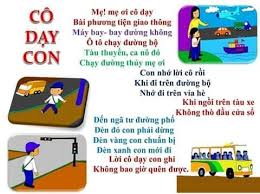 CÔ
DẠY
CON
Mẹ! mẹ ơi cô dạy
Bài phương tiện giao thông
Máy bay- bay đường không
Ô tô chạy đường bộ
Tàu thuyền, ca nô đó
Chạy đường thủy mẹ ơi
Con nhớ lời cô rồi
Khi đi trên đường bộ
Nhớ đi trên vỉa hè
Khi ngồi trên tàu xe
Không thò đầu cửa sổ
Đến ngã tư đường phố
Đèn đỏ con phải dừng
Đèn vàng con chuẩn bị
Đèn xanh con mới đi
Lời cô dạy con ghi
Không bao giờ quên được.